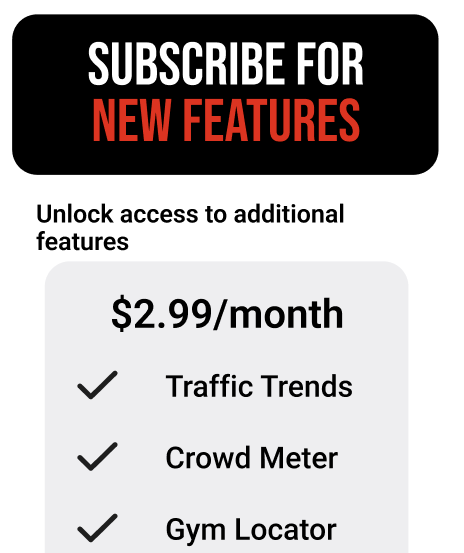 SUBSCRIBE FOR
NEW FEATURES
Unlock access to additional
features
$2.99/month
Traffic Trends
Crowd Meter
Gym Locator